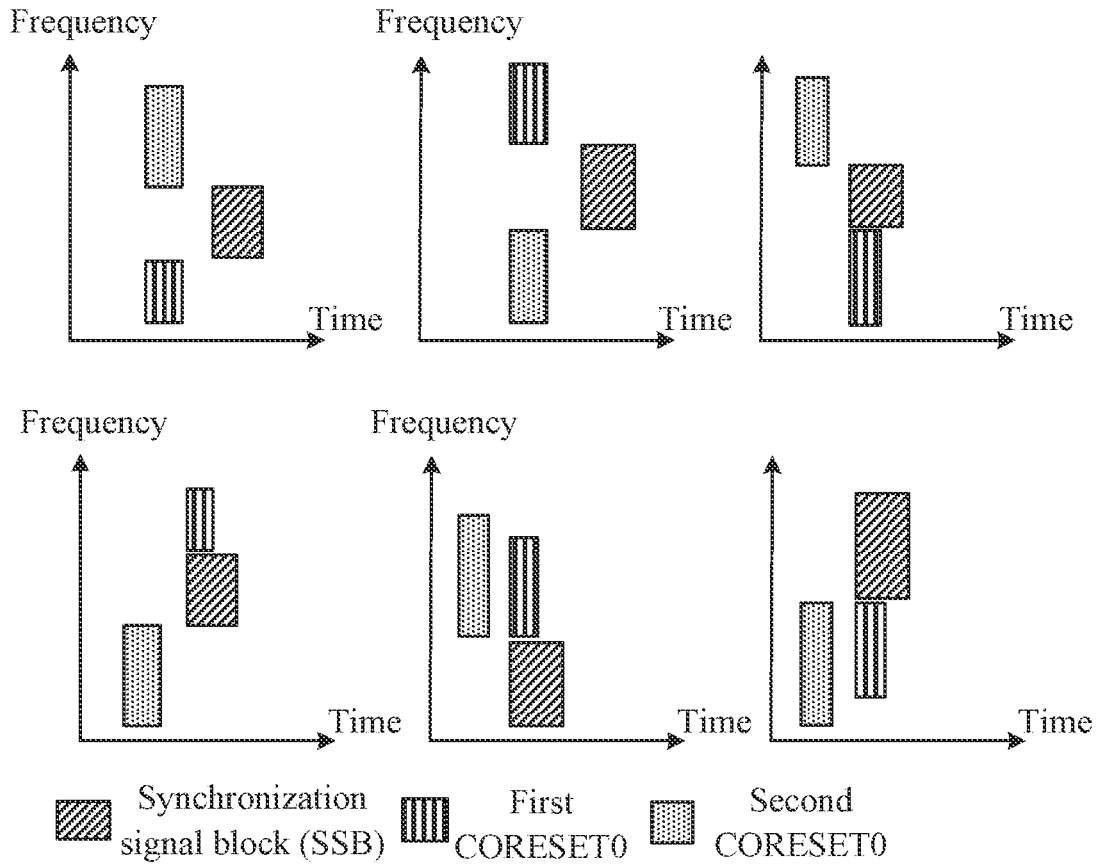 Frequency
Frequency
Time
Time
Time
Frequency
Frequency
Time
Time
Time
Synchronization
signal block (SSB)
First
CORESET0
Second
CORESET0